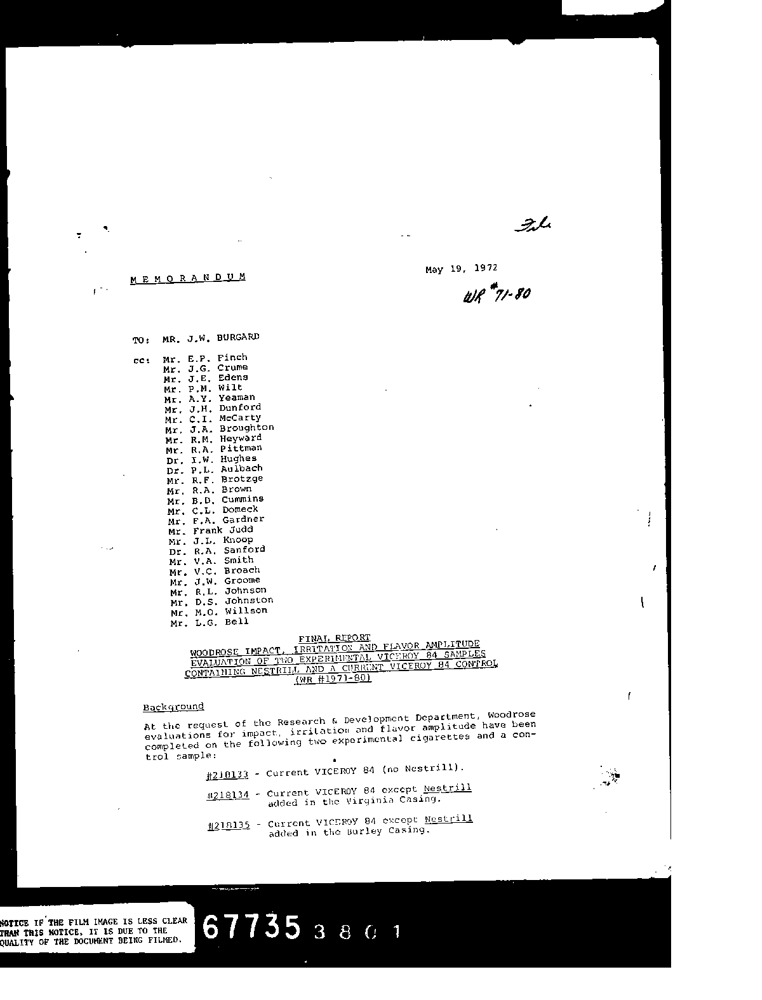 File
May 19, 1972
MEMORANDUM
WR #71-80
TO: MR. J.W. BURGARD
cc: Mr. E.P. Finch
Mr. J.G. Crume
Mr. J.E. Edens
Mr. P.M. Wilt
Mr. A.Y. Yeaman
Mr. J.H. Dunford
Mr. C.I. McCarty
Mr. J.A. Broughton
Mr. R.M. Heyward
Mr. R.A. Pittman
Dr. I.W. Hughes
Dr. P.L. Aulbach
Mr. R.F. Brotzge
Mr. R.A. Brown
Mr. B.D. Cummins
Mr. C.L. Domeck
Mr. F.A. Gardner
Mr. Frank Judd
Mr. J.L. Knoop
Dr. R.A. Sanford
Mr. V.A. Smith
Mr. V.C. Broach
Mr. J.W. Groome
Mr. R.L. Johnson
Mr. D.S. Johnston
Mr. M.O. Willson
Mr. L.G. Bell
FINAL REPORT
WOODROSE IMPACT, IRRITATION AND FLAVOR AMPLITUDE
EVALUATION OF TWO EXPERIMENTAL VICEROY 84 SAMPLES
CONTAINING NESTRILL AND A CURRENT VICEROY 84 CONTROL
(WR #1971-80)
Background
At the request of the Research & Development Department, Woodrose
evaluations for impact, irritation and flavor amplitude have been
completed on the following two experimental cigarettes and a con-
trol sample:
#218133 - Current VICEROY 84 (no Nestrill).
#218134 - Current VICEROY 84 except Nestrill
added in the Virginia Casing.
#218135 - Current VICEROY 84 except Nestrill
added in the Burley Casing.
NOTICE IF THE FILM IMAGE IS LESS CLEAR
THAN THIS NOTICE, IT IS DUE TO THE
QUALITY OF THE DOCUMENT BEING FILMED.
67735 3801